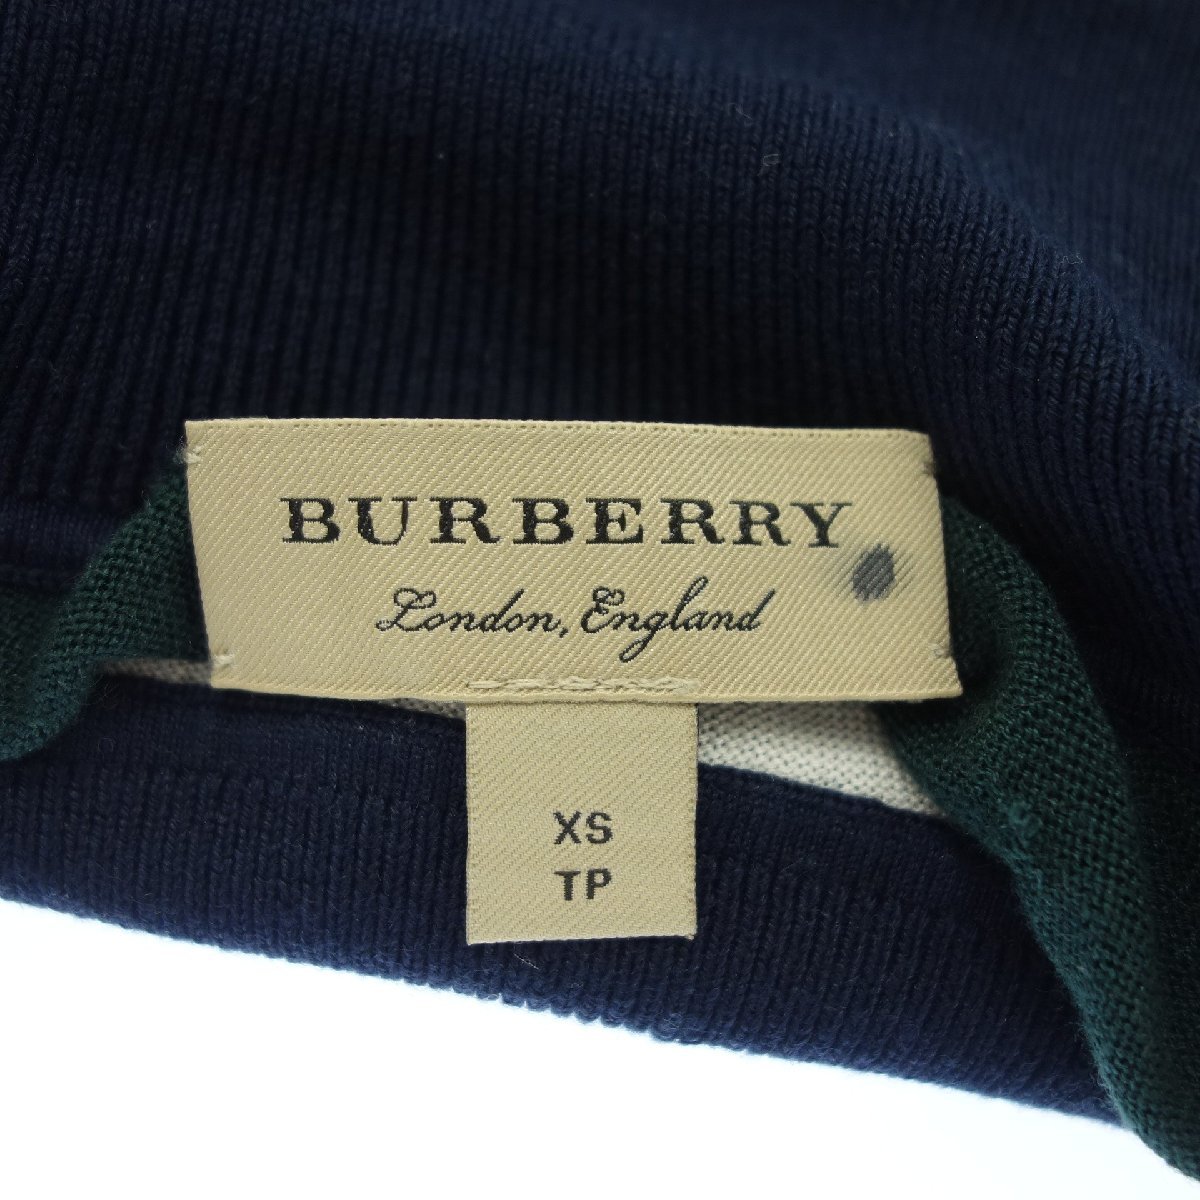 BURBERRY
London, England
XS
TP